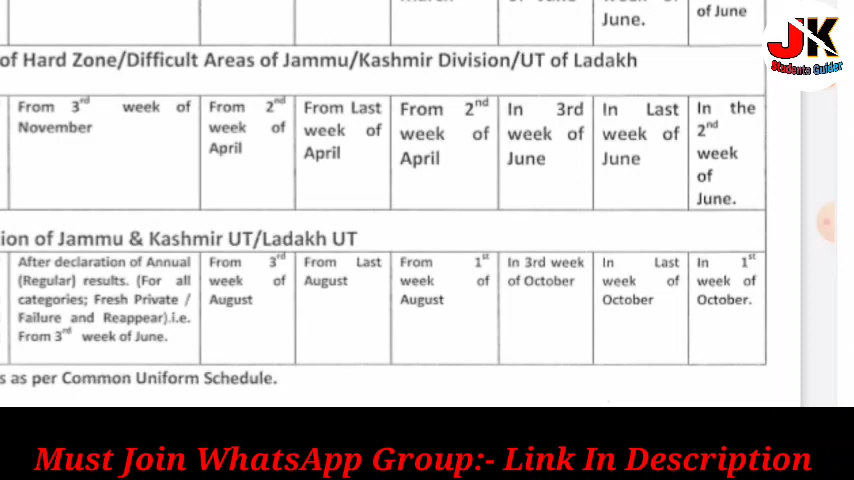 of June
week of
June.
of June
JK
Students Guider
of Hard Zone/Difficult Areas of Jammu/Kashmir Division/UT of Ladakh
From 3rd week of
November
From 2nd
week of
April
From Last
week of
April
From 2nd
week of
April
In 3rd
week of
June
In Last
week of
June
In the
2nd
week
of
June.
ion of Jammu & Kashmir UT/Ladakh UT
After declaration of Annual
(Regular) results. (For all
categories; Fresh Private /
Failure and Reappear).i.e.
From 3rd week of June.
From 3rd
week of
August
From Last
August
From 1st
week of
August
In 3rd week
of October
In Last
week of
October
In 1st
week of
October.
s as per Common Uniform Schedule.
Must Join WhatsApp Group:- Link In Description